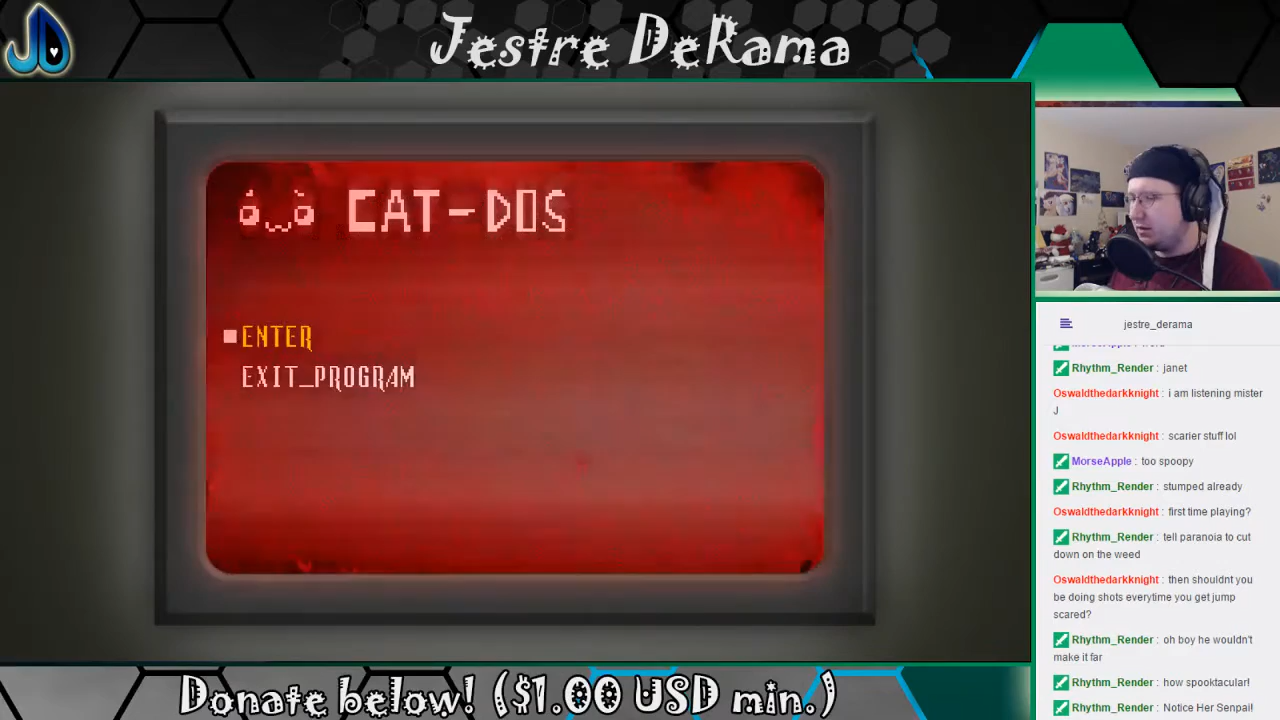 JD
Jestre DeRama
ó_ò CAT-DOS
ENTER
EXIT_PROGRAM
Donate below! ($1.00 USD min.)
jestre_derama
Rhythm_Render : janet
Oswaldthedarkknight : i am listening mister
J
Oswaldthedarkknight : scarier stuff lol
MorseApple : too spoopy
Rhythm_Render : stumped already
Oswaldthedarkknight : first time playing?
Rhythm_Render : tell paranoia to cut
down on the weed
Oswaldthedarkknight : then shouldnt you
be doing shots everytime you get jump
scared?
Rhythm_Render : oh boy he wouldn't
make it far
Rhythm_Render : how spooktacular!
Rhythm_Render : Notice Her Senpai!